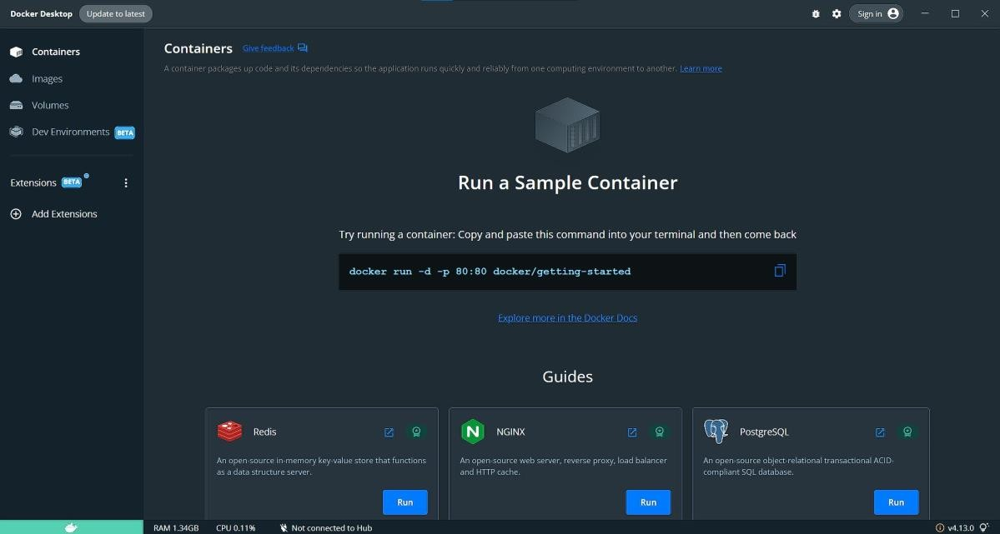 Docker Desktop Update to latest Sign in
Containers
Images
Volumes
Dev Environments BETA
Extensions BETA
Add Extensions
Containers Give feedback
A container packages up code and its dependencies so the application runs quickly and reliably from one computing environment to another. Learn more
Run a Sample Container
Try running a container: Copy and paste this command into your terminal and then come back
docker run -d -p 80:80 docker/getting-started
Explore more in the Docker Docs
Guides
Redis
An open-source in-memory key-value store that functions
as a data structure server.
Run
NGINX
An open-source web server, reverse proxy, load balancer
and HTTP cache.
Run
PostgreSQL
An open-source object-relational transactional ACID-
compliant SQL database.
Run
RAM 1.34GB CPU 0.11% Not connected to Hub v4.13.0